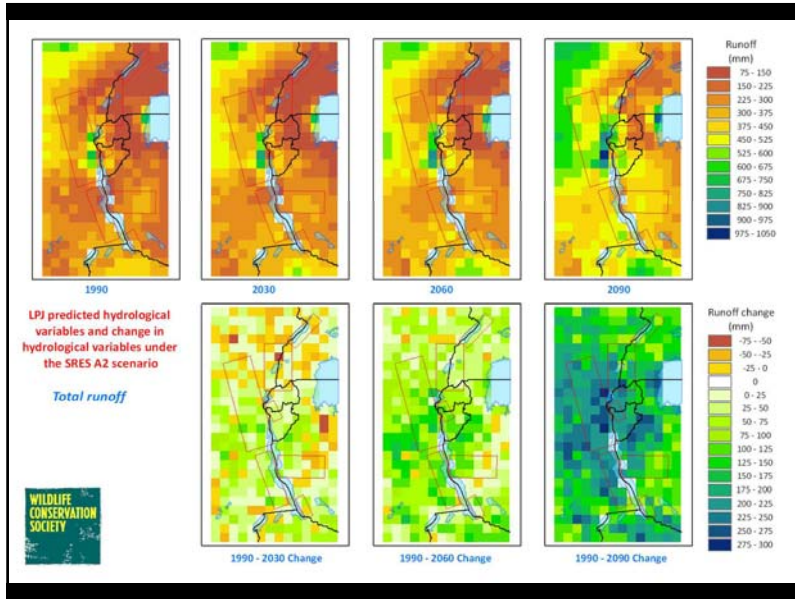 Runoff
(mm)
75 - 150
150 - 225
225 - 300
300 - 375
375 - 450
450 - 525
525 - 600
600 - 675
675 - 750
750 - 825
825 - 900
900 - 975
975 - 1050
1990
2030
2060
2090
LPJ predicted hydrological
variables and change in
hydrological variables under
the SRES A2 scenario
Total runoff
Runoff change
(mm)
-75 - -50
-50 - -25
-25 - 0
0
0 - 25
25 - 50
50 - 75
75 - 100
100 - 125
125 - 150
150 - 175
175 - 200
200 - 225
225 - 250
250 - 275
275 - 300
WILDLIFE
CONSERVATION
SOCIETY
1990 - 2030 Change
1990 - 2060 Change
1990 - 2090 Change